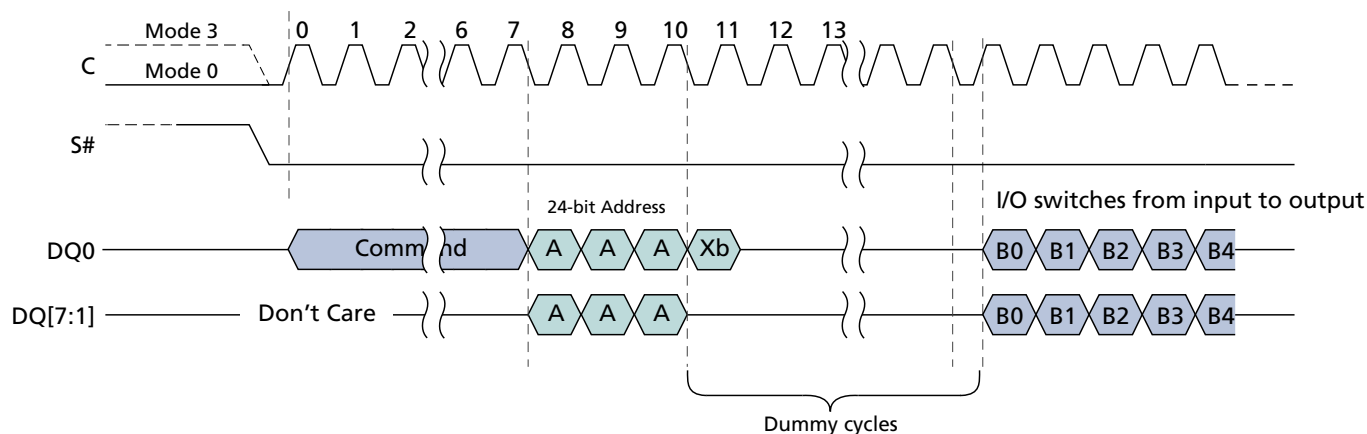 0 1 2 6 7 8 9 10 11 12 13
Mode 3
C
Mode 0
S#
24-bit Address
I/O switches from input to output
DQ0 Comm nd A A A Xb B0 B1 B2 B3 B4
DQ[7:1] Don't Care A A A B0 B1 B2 B3 B4
Dummy cycles